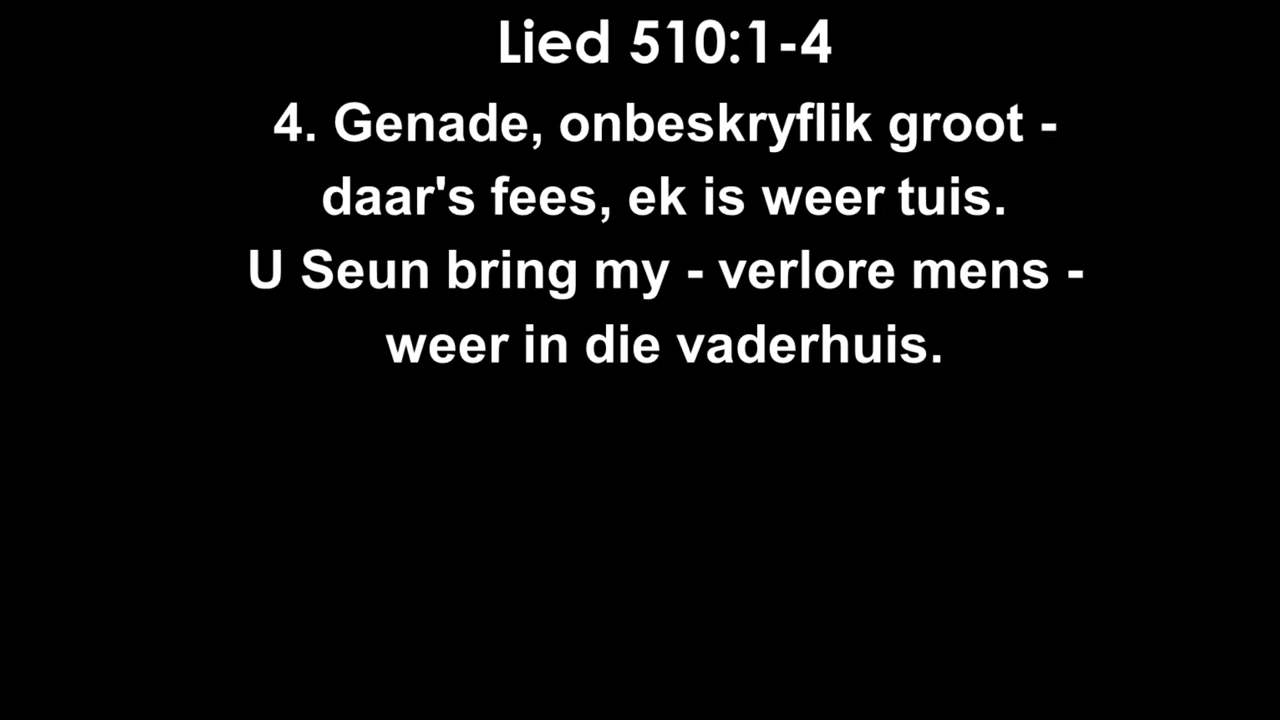 Lied 510:1-4
4. Genade, onbeskryflik groot -
daar's fees, ek is weer tuis.
U Seun bring my - verlore mens -
weer in die vaderhuis.